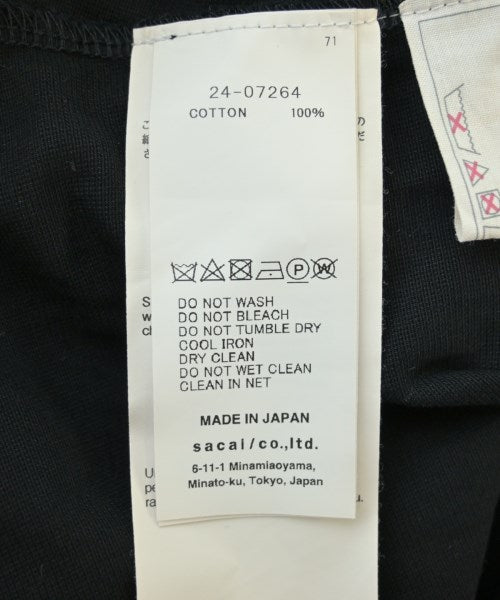 71
24-07264
COTTON 100%
P W
DO NOT WASH
DO NOT BLEACH
DO NOT TUMBLE DRY
COOL IRON
DRY CLEAN
DO NOT WET CLEAN
CLEAN IN NET
MADE IN JAPAN
sacai/co.,ltd.
6-11-1 Minamiaoyama,
Minato-ku, Tokyo, Japan